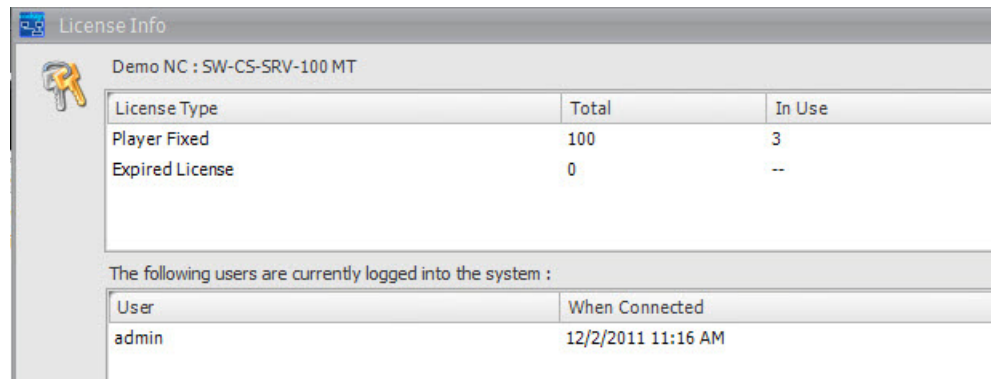 License Info
Demo NC : SW-CS-SRV-100 MT
License Type Total In Use
Player Fixed 100 3
Expired License 0 --
The following users are currently logged into the system :
User When Connected
admin 12/2/2011 11:16 AM